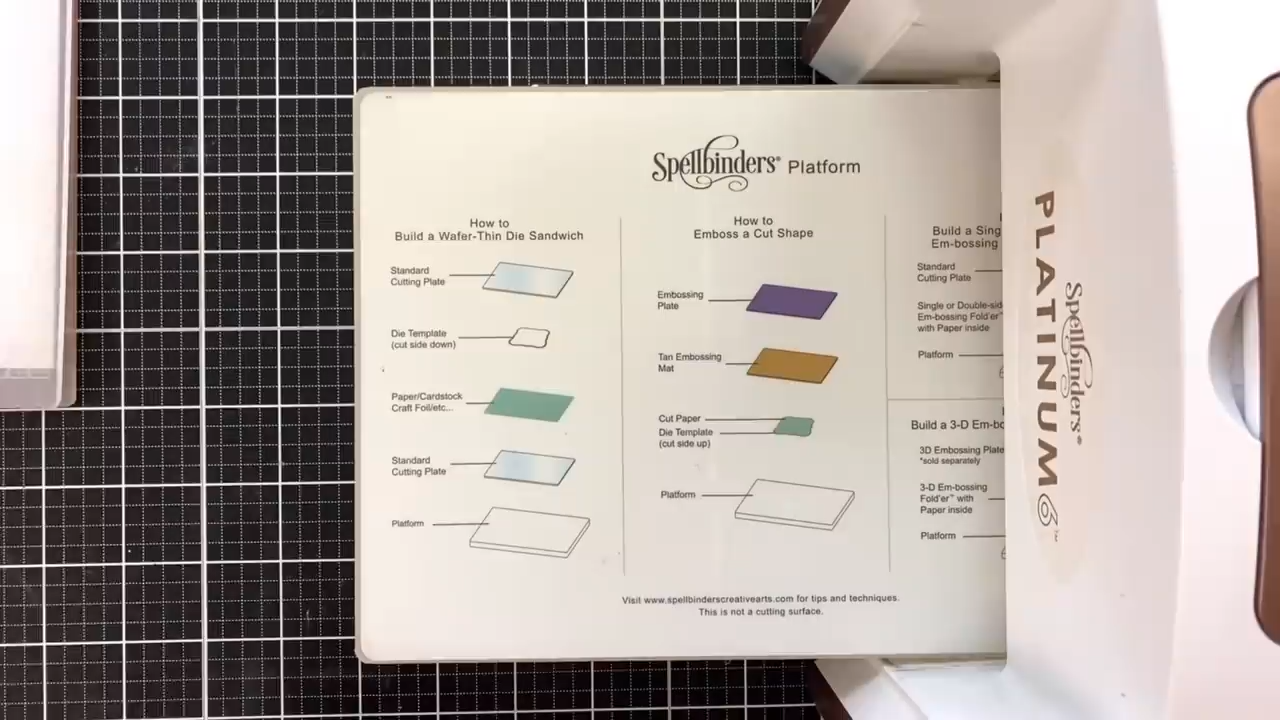 Spellbinders® Platform
How to
Build a Wafer-Thin Die Sandwich
Standard
Cutting Plate
Die Template
(cut side down)
Paper/Cardstock
Craft Foil/etc...
Standard
Cutting Plate
Platform
How to
Emboss a Cut Shape
Embossing
Plate
Tan Embossing
Mat
Cut Paper
Die Template
(cut side up)
Platform
Build a Sing
Em-bossing
Standard
Cutting Plate
Single or Double-sid
Em-bossing Fold'er™
with Paper inside
Platform
Build a 3-D Em-bo
3D Embossing Plate
*sold separately
3-D Em-bossing
Fold'er™ with
Paper inside
Platform
Visit www.spellbinderscreativearts.com for tips and techniques.
This is not a cutting surface.
Spellbinders®
PLATINUM 6™